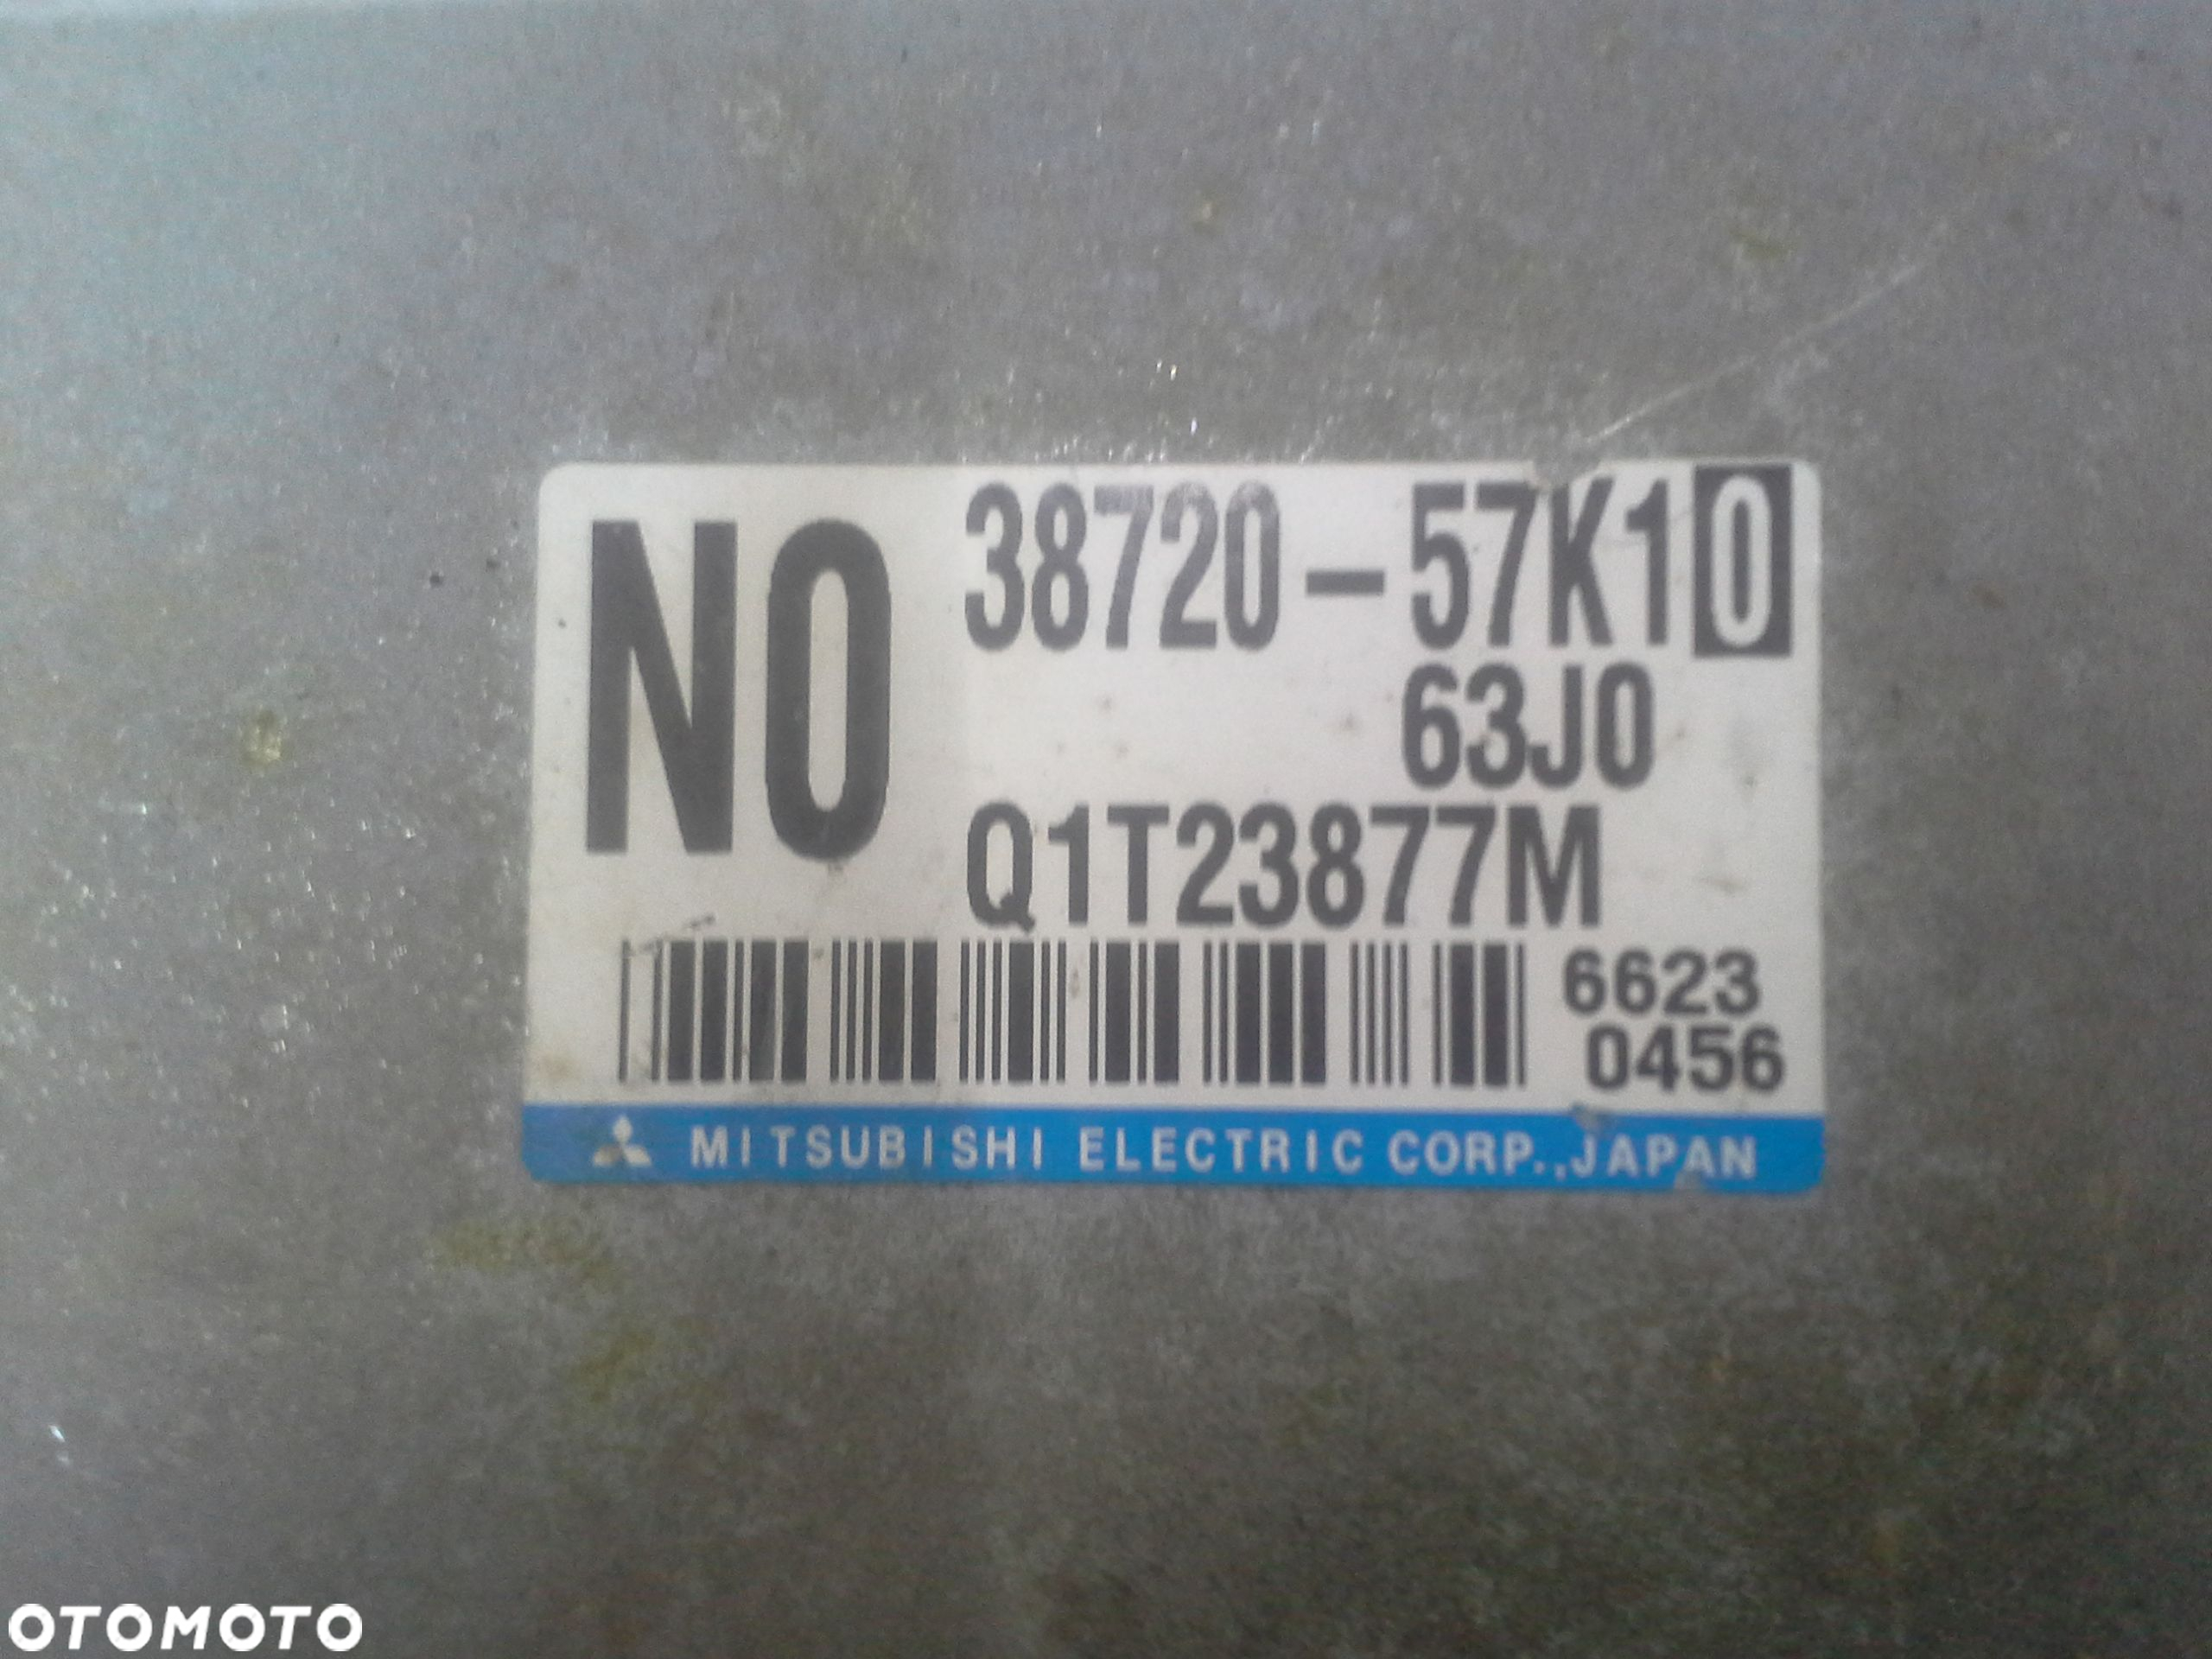 NO
38720-57K10
63J0
Q1T23877M
6623
0456
MITSUBISHI ELECTRIC CORP.,JAPAN
OTOMOTO